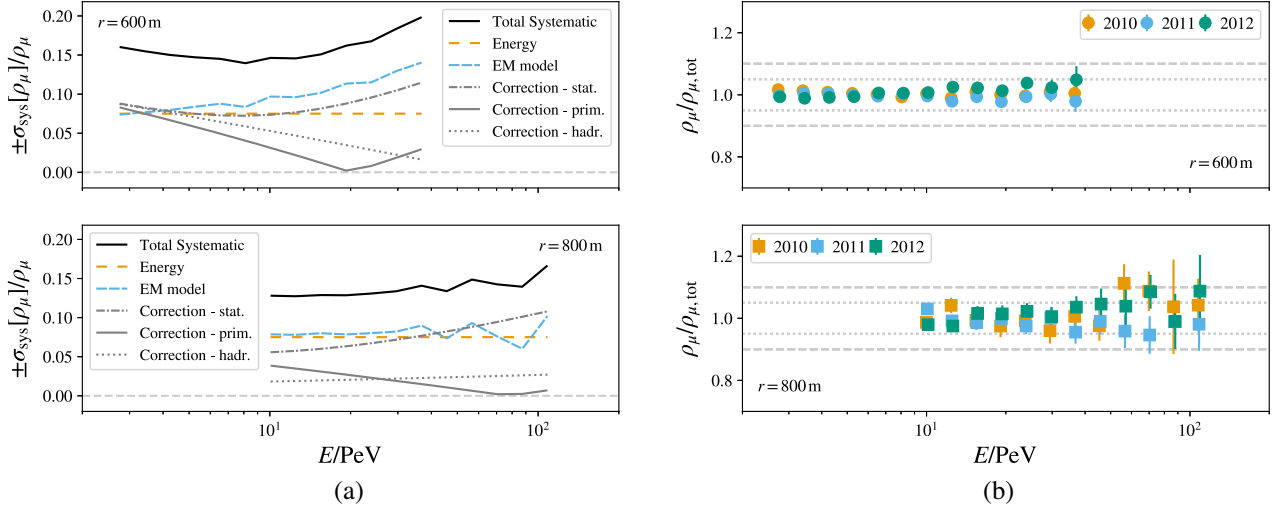 ±σsys[ρμ]/ρμ
0.20
0.15
0.10
0.05
0.00
r = 600 m
Total Systematic
Energy
EM model
Correction - stat.
Correction - prim.
Correction - hadr.
±σsys[ρμ]/ρμ
0.20
0.15
0.10
0.05
0.00
Total Systematic
Energy
EM model
Correction - stat.
Correction - prim.
Correction - hadr.
r = 800 m
10¹ 10²
E/PeV
(a)
ρμ/ρμ, tot
1.2
1.0
0.8
2010 2011 2012
r = 600 m
ρμ/ρμ, tot
1.2
1.0
0.8
2010 2011 2012
r = 800 m
10¹ 10²
E/PeV
(b)